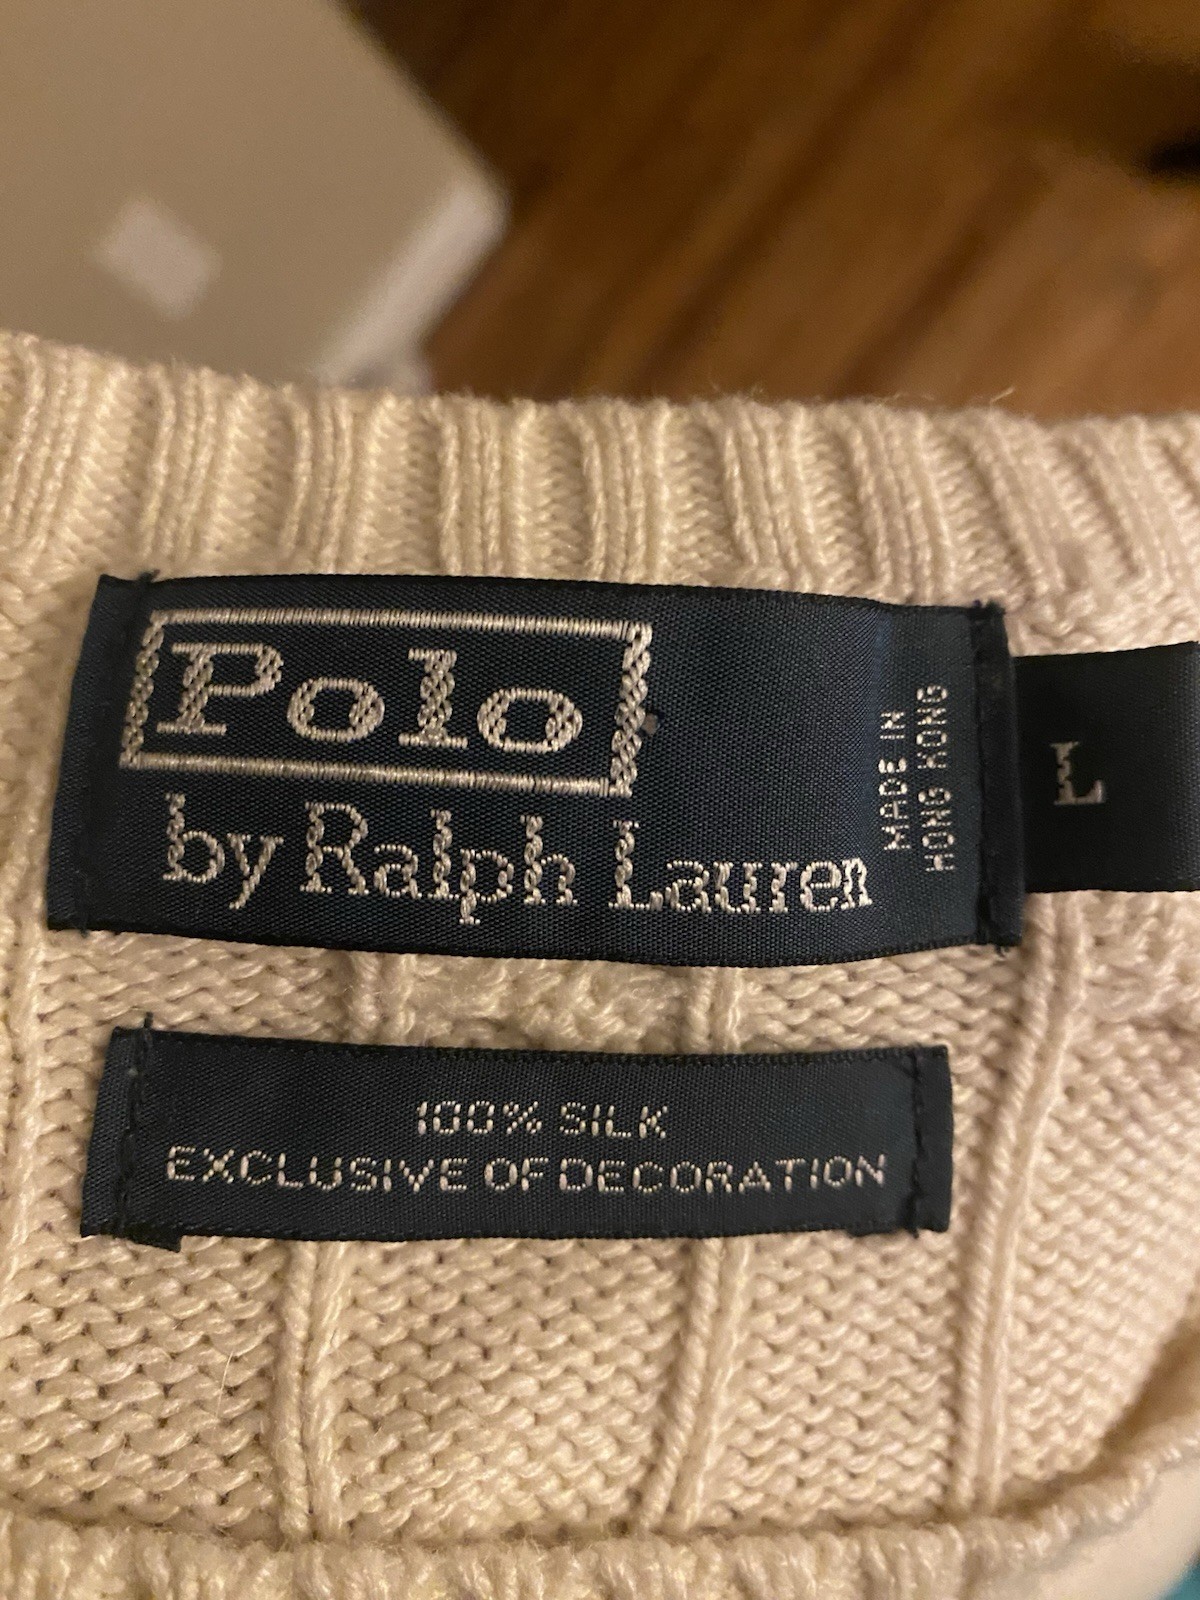 Polo
by Ralph Lauren
MADE IN
HONG KONG
L
100% SILK
EXCLUSIVE OF DECORATION